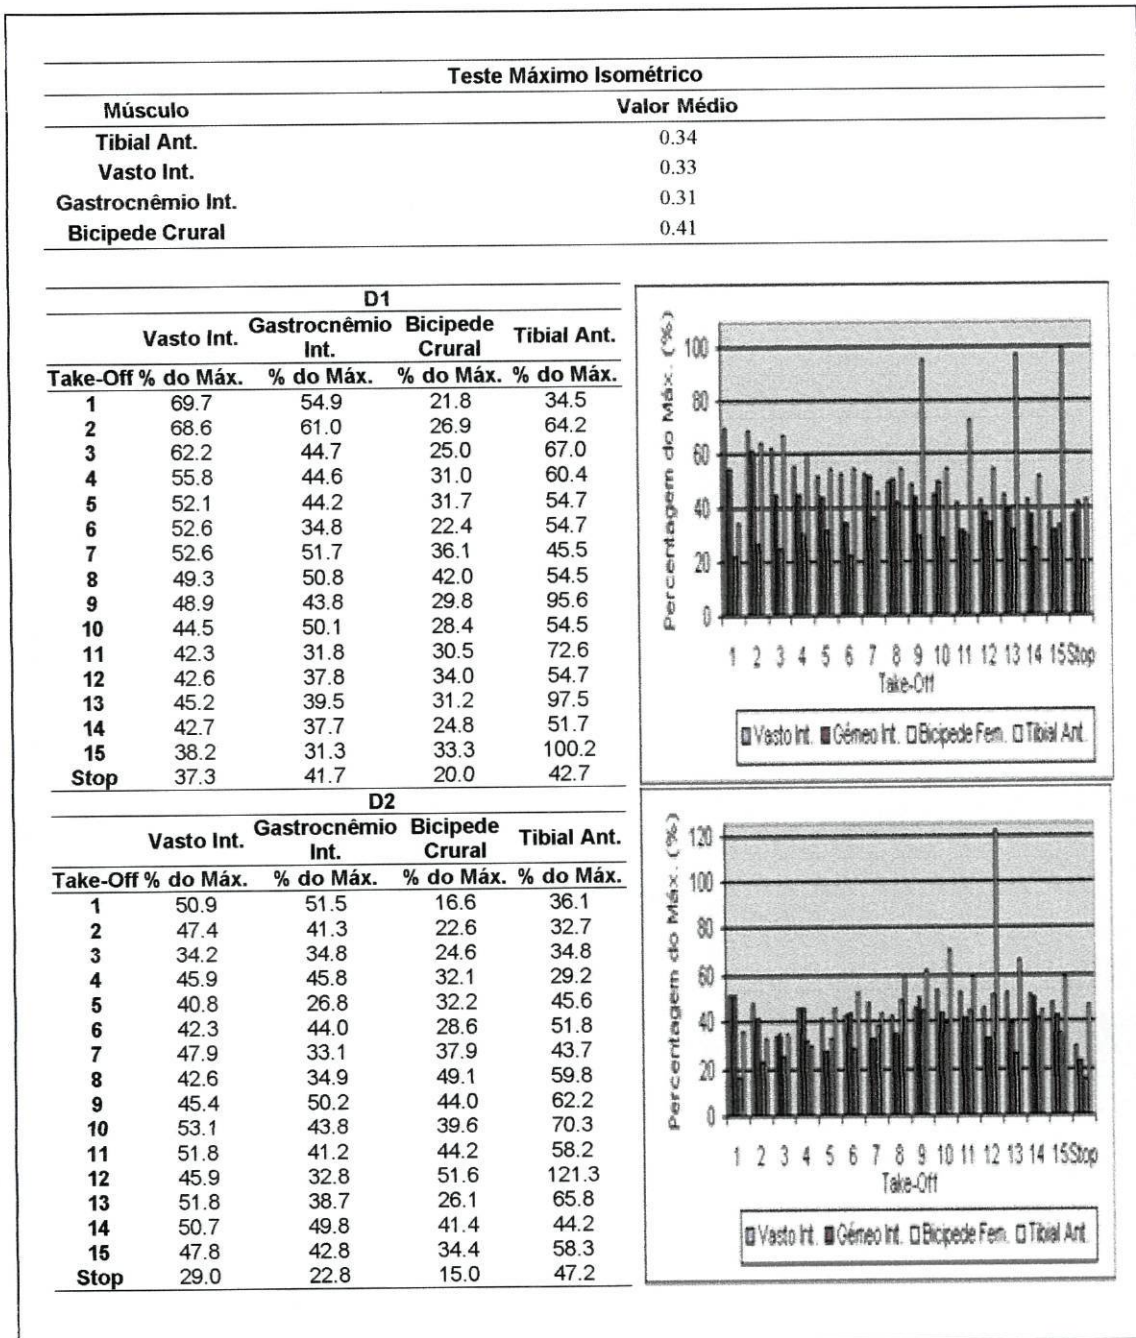 Teste Máximo Isométrico
Músculo Valor Médio
Tibial Ant. 0.34
Vasto Int. 0.33
Gastrocnêmio Int. 0.31
Bicipede Crural 0.41
D1
Vasto Int. Gastrocnêmio Int. Bicipede Crural Tibial Ant.
Take-Off % do Máx. % do Máx. % do Máx. % do Máx.
1 69.7 54.9 21.8 34.5
2 68.6 61.0 26.9 64.2
3 62.2 44.7 25.0 67.0
4 55.8 44.6 31.0 60.4
5 52.1 44.2 31.7 54.7
6 52.6 34.8 22.4 54.7
7 52.6 51.7 36.1 45.5
8 49.3 50.8 42.0 54.5
9 48.9 43.8 29.8 95.6
10 44.5 50.1 28.4 54.5
11 42.3 31.8 30.5 72.6
12 42.6 37.8 34.0 54.7
13 45.2 39.5 31.2 97.5
14 42.7 37.7 24.8 51.7
15 38.2 31.3 33.3 100.2
Stop 37.3 41.7 20.0 42.7
Percentagem do Máx. (%)
100
80
60
40
20
0
1 2 3 4 5 6 7 8 9 10 11 12 13 14 15 Stop
Take-Off
Vasto Int. Gémeo Int. Bicipede Fem. Tibial Ant.
D2
Vasto Int. Gastrocnêmio Int. Bicipede Crural Tibial Ant.
Take-Off % do Máx. % do Máx. % do Máx. % do Máx.
1 50.9 51.5 16.6 36.1
2 47.4 41.3 22.6 32.7
3 34.2 34.8 24.6 34.8
4 45.9 45.8 32.1 29.2
5 40.8 26.8 32.2 45.6
6 42.3 44.0 28.6 51.8
7 47.9 33.1 37.9 43.7
8 42.6 34.9 49.1 59.8
9 45.4 50.2 44.0 62.2
10 53.1 43.8 39.6 70.3
11 51.8 41.2 44.2 58.2
12 45.9 32.8 51.6 121.3
13 51.8 38.7 26.1 65.8
14 50.7 49.8 41.4 44.2
15 47.8 42.8 34.4 58.3
Stop 29.0 22.8 15.0 47.2
Percentagem do Máx. (%)
120
100
80
60
40
20
0
1 2 3 4 5 6 7 8 9 10 11 12 13 14 15 Stop
Take-Off
Vasto Int. Gémeo Int. Bicipede Fem. Tibial Ant.